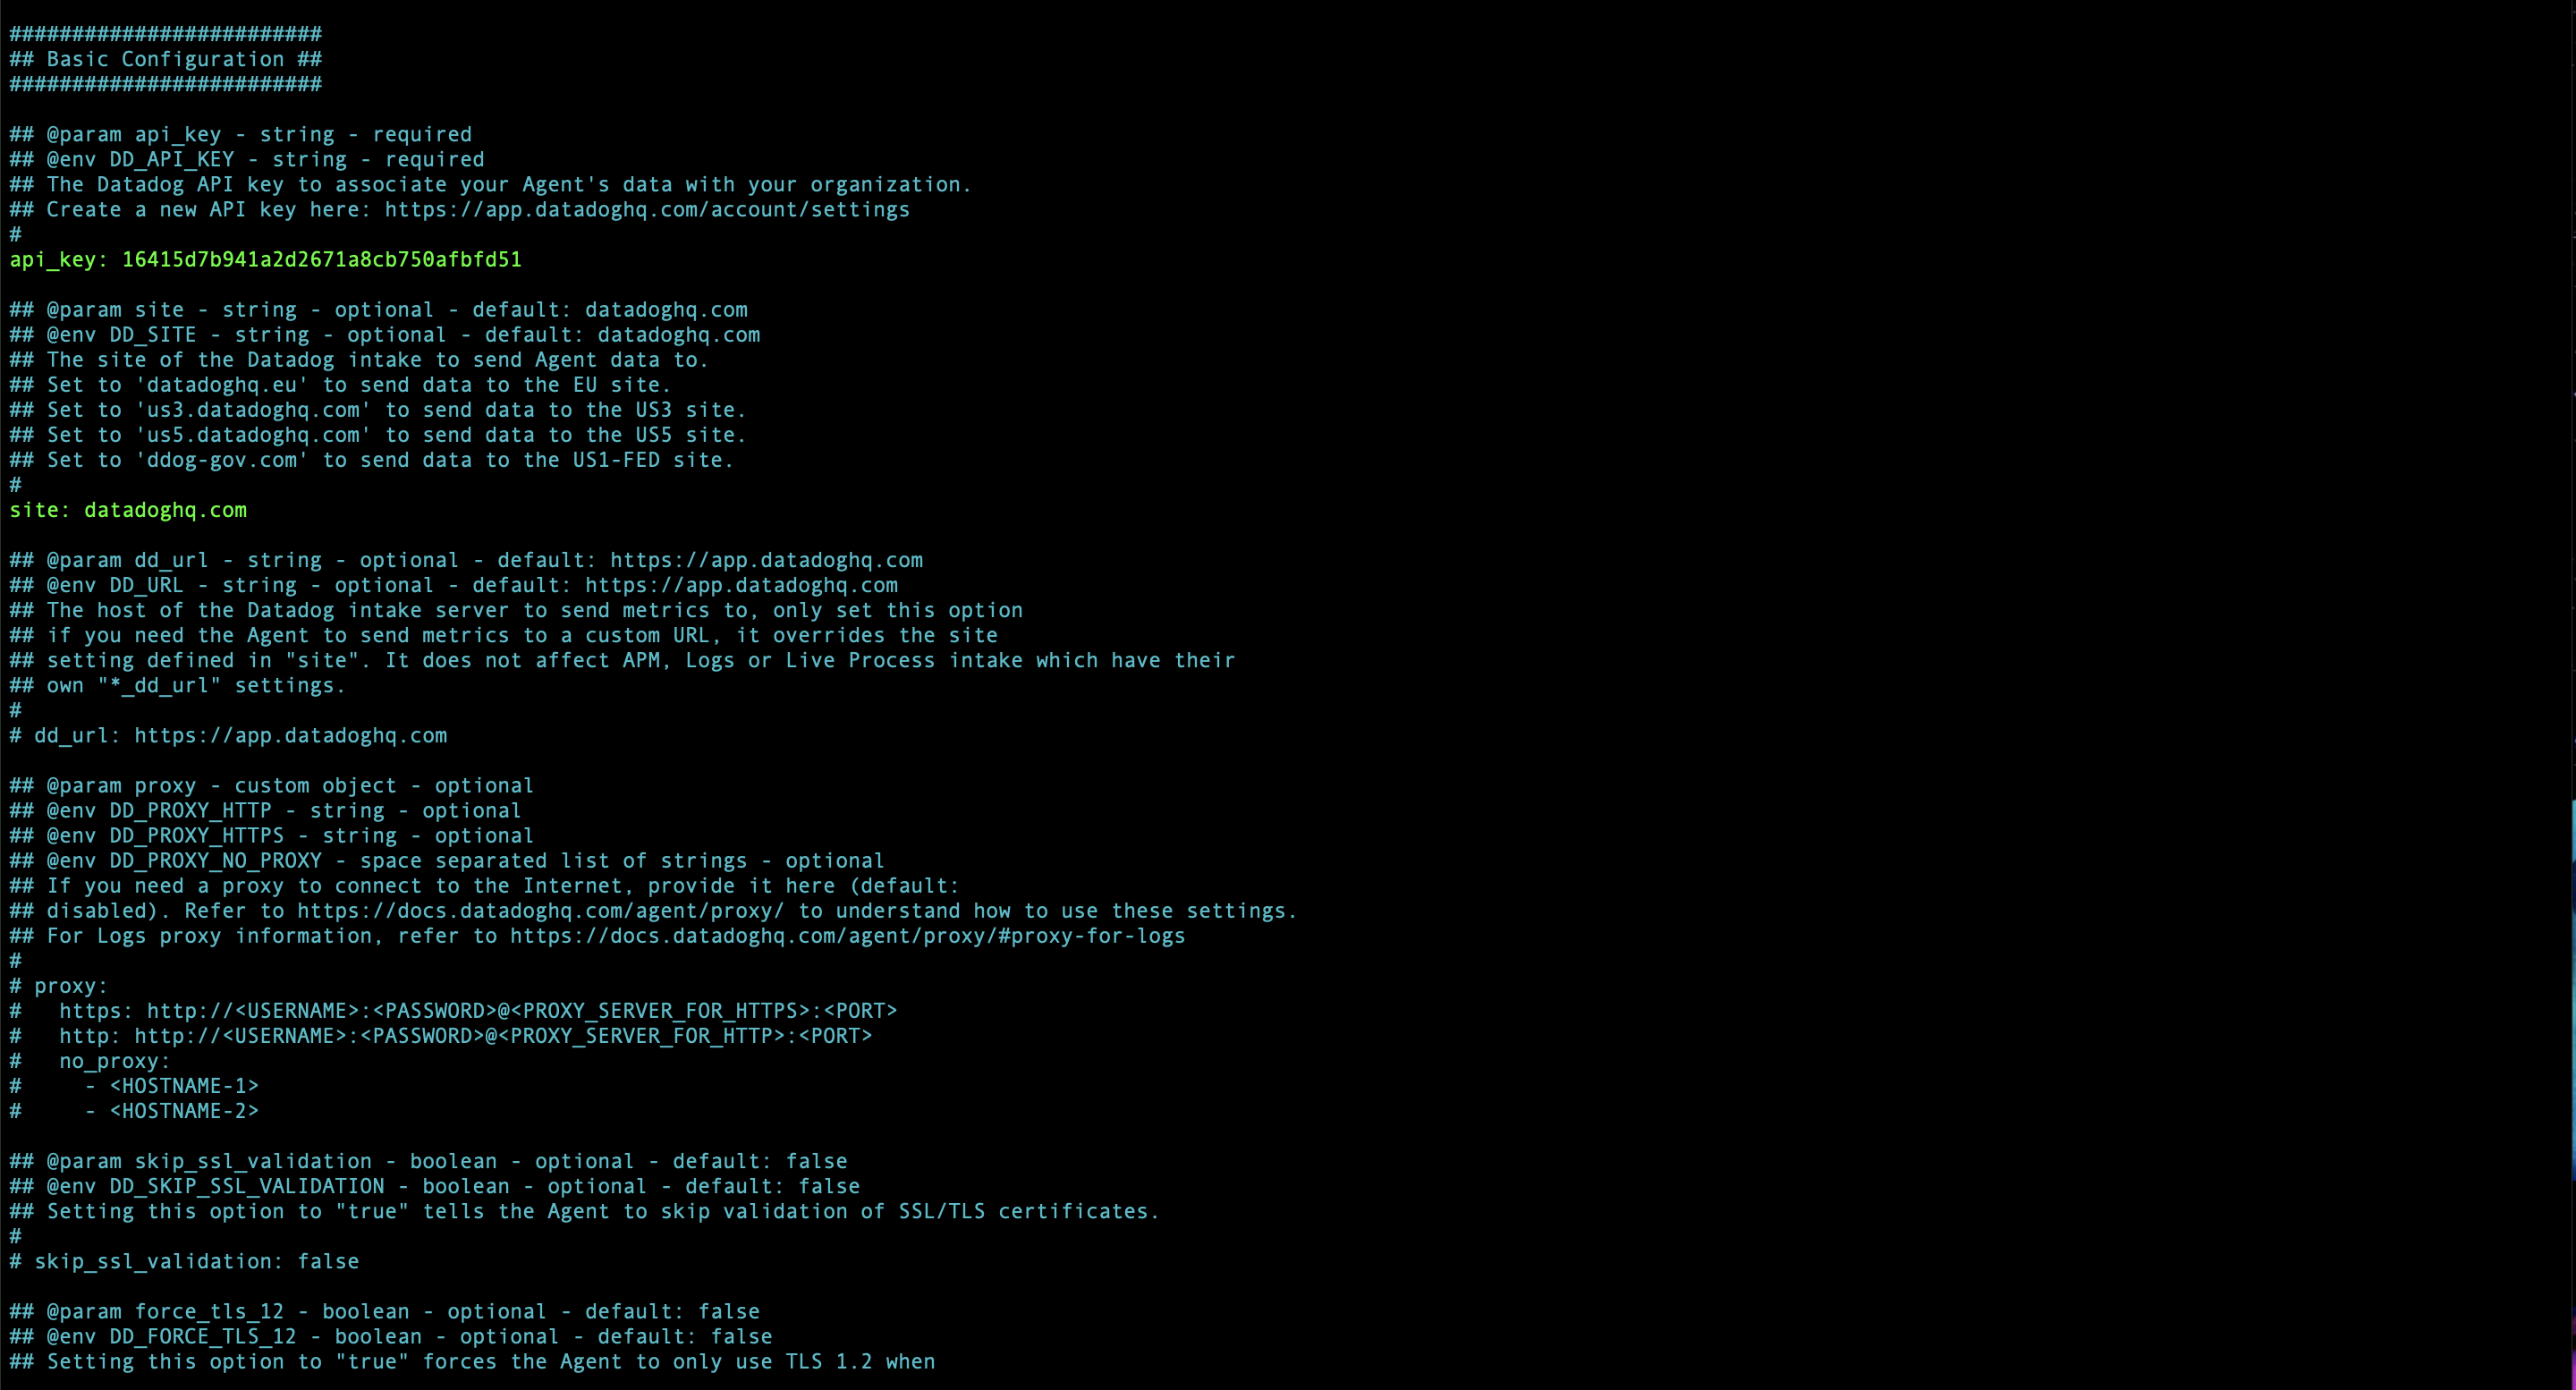 #########################
## Basic Configuration ##
#########################
## @param api_key - string - required
## @env DD_API_KEY - string - required
## The Datadog API key to associate your Agent's data with your organization.
## Create a new API key here: https://app.datadoghq.com/account/settings
#
api_key: 16415d7b941a2d2671a8cb750afbfd51
## @param site - string - optional - default: datadoghq.com
## @env DD_SITE - string - optional - default: datadoghq.com
## The site of the Datadog intake to send Agent data to.
## Set to 'datadoghq.eu' to send data to the EU site.
## Set to 'us3.datadoghq.com' to send data to the US3 site.
## Set to 'us5.datadoghq.com' to send data to the US5 site.
## Set to 'ddog-gov.com' to send data to the US1-FED site.
#
site: datadoghq.com
## @param dd_url - string - optional - default: https://app.datadoghq.com
## @env DD_URL - string - optional - default: https://app.datadoghq.com
## The host of the Datadog intake server to send metrics to, only set this option
## if you need the Agent to send metrics to a custom URL, it overrides the site
## setting defined in "site". It does not affect APM, Logs or Live Process intake which have their
## own "*_dd_url" settings.
#
# dd_url: https://app.datadoghq.com
## @param proxy - custom object - optional
## @env DD_PROXY_HTTP - string - optional
## @env DD_PROXY_HTTPS - string - optional
## @env DD_PROXY_NO_PROXY - space separated list of strings - optional
## If you need a proxy to connect to the Internet, provide it here (default:
## disabled). Refer to https://docs.datadoghq.com/agent/proxy/ to understand how to use these settings.
## For Logs proxy information, refer to https://docs.datadoghq.com/agent/proxy/#proxy-for-logs
#
# proxy:
#   https: http://<USERNAME>:<PASSWORD>@<PROXY_SERVER_FOR_HTTPS>:<PORT>
#   http: http://<USERNAME>:<PASSWORD>@<PROXY_SERVER_FOR_HTTP>:<PORT>
#   no_proxy:
#     - <HOSTNAME-1>
#     - <HOSTNAME-2>
## @param skip_ssl_validation - boolean - optional - default: false
## @env DD_SKIP_SSL_VALIDATION - boolean - optional - default: false
## Setting this option to "true" tells the Agent to skip validation of SSL/TLS certificates.
#
# skip_ssl_validation: false
## @param force_tls_12 - boolean - optional - default: false
## @env DD_FORCE_TLS_12 - boolean - optional - default: false
## Setting this option to "true" forces the Agent to only use TLS 1.2 when